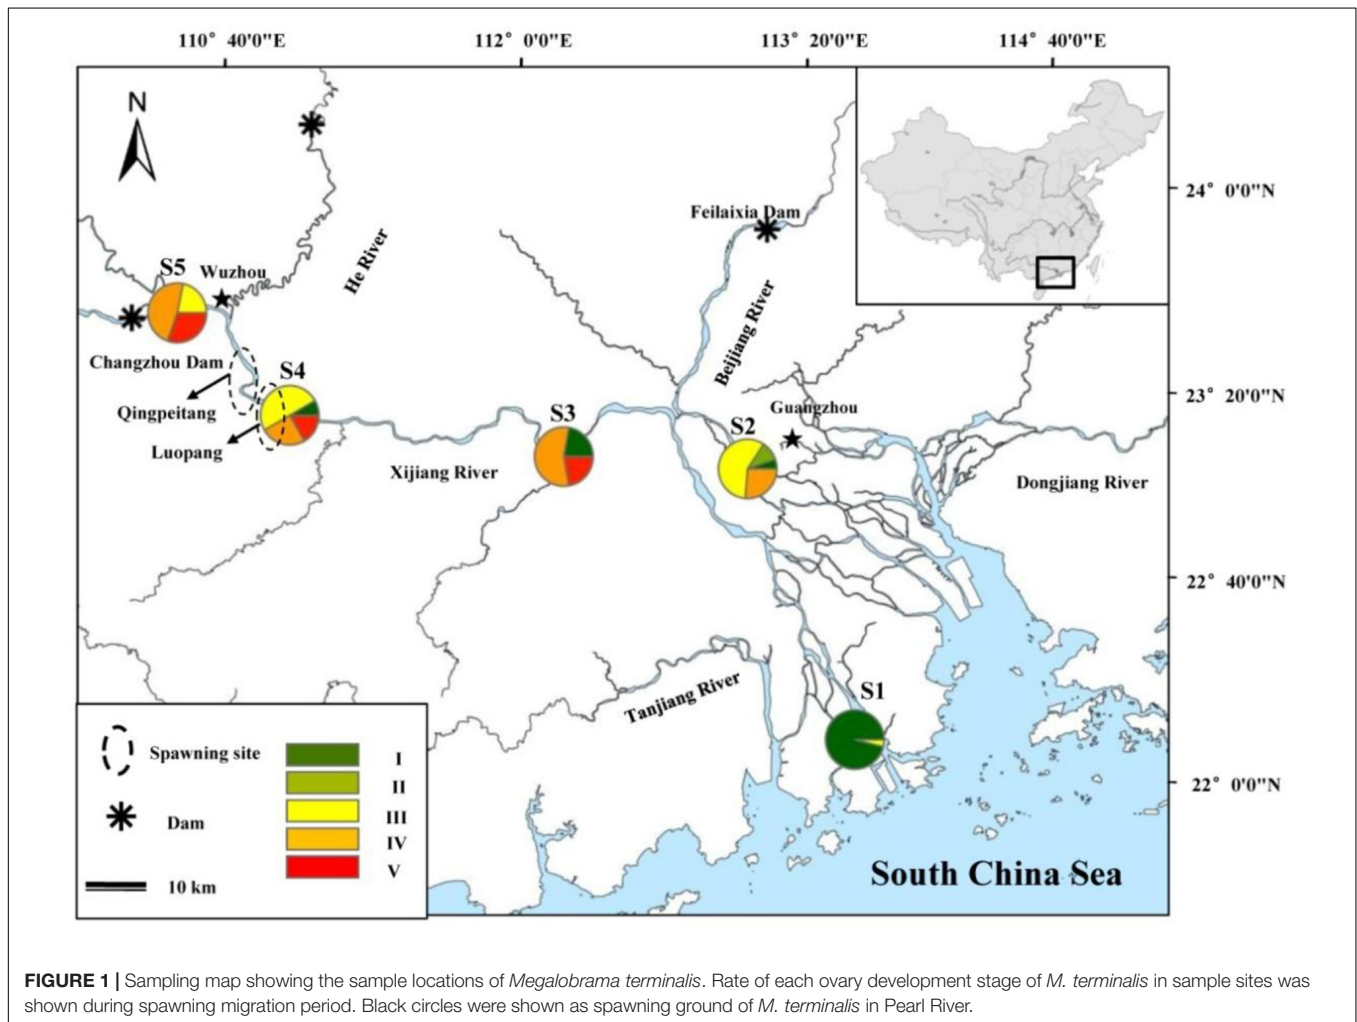 110° 40'0"E
112° 0'0"E
113° 20'0"E
114° 40'0"E
N
24° 0'0"N
Feilaixia Dam
He River
S5
Wuzhou
Beijiang River
Changzhou Dam
S4
23° 20'0"N
Qingpeitang
Guangzhou
S3
S2
Luopang
Xijiang River
Dongjiang River
22° 40'0"N
Tanjiang River
S1
Spawning site
I
II
III
Dam
IV
V
10 km
22° 0'0"N
South China Sea
FIGURE 1 | Sampling map showing the sample locations of Megalobrama terminalis. Rate of each ovary development stage of M. terminalis in sample sites was
shown during spawning migration period. Black circles were shown as spawning ground of M. terminalis in Pearl River.